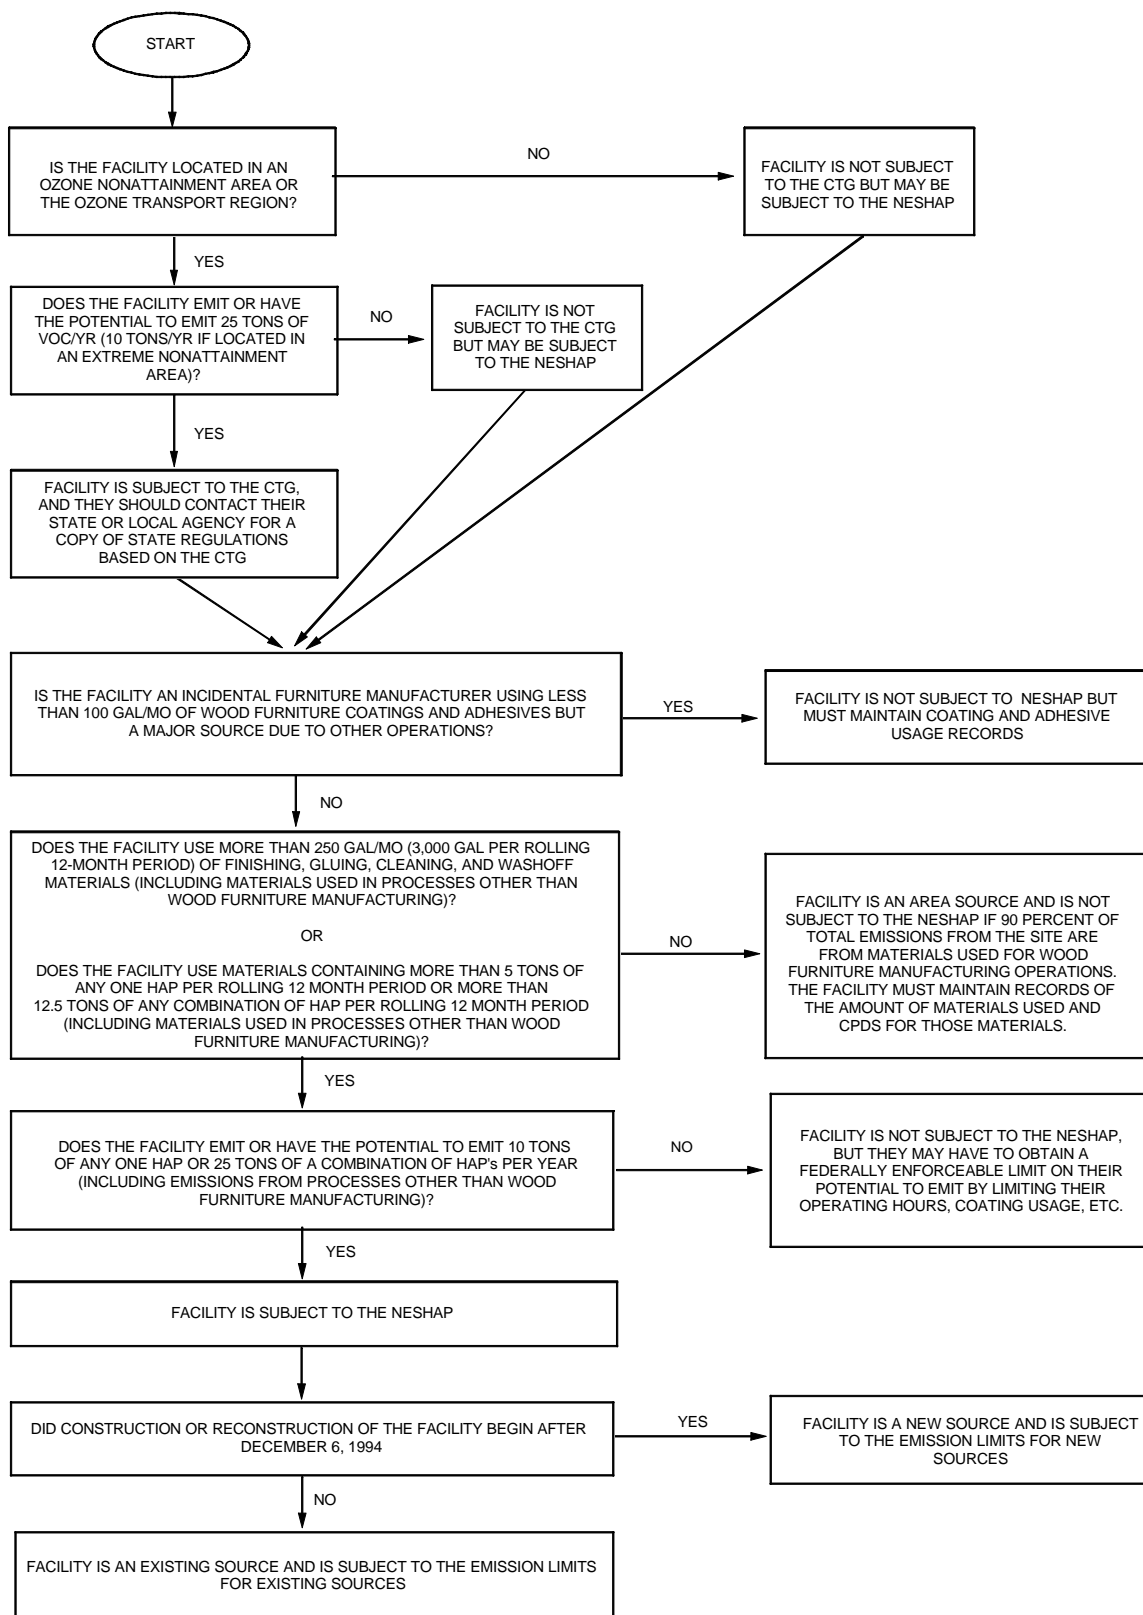 START
IS THE FACILITY LOCATED IN AN
OZONE NONATTAINMENT AREA OR
THE OZONE TRANSPORT REGION?
NO
FACILITY IS NOT SUBJECT
TO THE CTG BUT MAY BE
SUBJECT TO THE NESHAP
YES
DOES THE FACILITY EMIT OR HAVE
THE POTENTIAL TO EMIT 25 TONS OF
VOC/YR (10 TONS/YR IF LOCATED IN
AN EXTREME NONATTAINMENT
AREA)?
NO
FACILITY IS NOT
SUBJECT TO THE CTG
BUT MAY BE SUBJECT
TO THE NESHAP
YES
FACILITY IS SUBJECT TO THE CTG,
AND THEY SHOULD CONTACT THEIR
STATE OR LOCAL AGENCY FOR A
COPY OF STATE REGULATIONS
BASED ON THE CTG
IS THE FACILITY AN INCIDENTAL FURNITURE MANUFACTURER USING LESS
THAN 100 GAL/MO OF WOOD FURNITURE COATINGS AND ADHESIVES BUT
A MAJOR SOURCE DUE TO OTHER OPERATIONS?
YES
FACILITY IS NOT SUBJECT TO NESHAP BUT
MUST MAINTAIN COATING AND ADHESIVE
USAGE RECORDS
NO
DOES THE FACILITY USE MORE THAN 250 GAL/MO (3,000 GAL PER ROLLING
12-MONTH PERIOD) OF FINISHING, GLUING, CLEANING, AND WASHOFF
MATERIALS (INCLUDING MATERIALS USED IN PROCESSES OTHER THAN
WOOD FURNITURE MANUFACTURING)?
OR
DOES THE FACILITY USE MATERIALS CONTAINING MORE THAN 5 TONS OF
ANY ONE HAP PER ROLLING 12 MONTH PERIOD OR MORE THAN
12.5 TONS OF ANY COMBINATION OF HAP PER ROLLING 12 MONTH PERIOD
(INCLUDING MATERIALS USED IN PROCESSES OTHER THAN WOOD
FURNITURE MANUFACTURING)?
NO
FACILITY IS AN AREA SOURCE AND IS NOT
SUBJECT TO THE NESHAP IF 90 PERCENT OF
TOTAL EMISSIONS FROM THE SITE ARE
FROM MATERIALS USED FOR WOOD
FURNITURE MANUFACTURING OPERATIONS.
THE FACILITY MUST MAINTAIN RECORDS OF
THE AMOUNT OF MATERIALS USED AND
CPDS FOR THOSE MATERIALS.
YES
DOES THE FACILITY EMIT OR HAVE THE POTENTIAL TO EMIT 10 TONS
OF ANY ONE HAP OR 25 TONS OF A COMBINATION OF HAP's PER YEAR
(INCLUDING EMISSIONS FROM PROCESSES OTHER THAN WOOD
FURNITURE MANUFACTURING)?
NO
FACILITY IS NOT SUBJECT TO THE NESHAP,
BUT THEY MAY HAVE TO OBTAIN A
FEDERALLY ENFORCEABLE LIMIT ON THEIR
POTENTIAL TO EMIT BY LIMITING THEIR
OPERATING HOURS, COATING USAGE, ETC.
YES
FACILITY IS SUBJECT TO THE NESHAP
DID CONSTRUCTION OR RECONSTRUCTION OF THE FACILITY BEGIN AFTER
DECEMBER 6, 1994
YES
FACILITY IS A NEW SOURCE AND IS SUBJECT
TO THE EMISSION LIMITS FOR NEW
SOURCES
NO
FACILITY IS AN EXISTING SOURCE AND IS SUBJECT TO THE EMISSION LIMITS
FOR EXISTING SOURCES